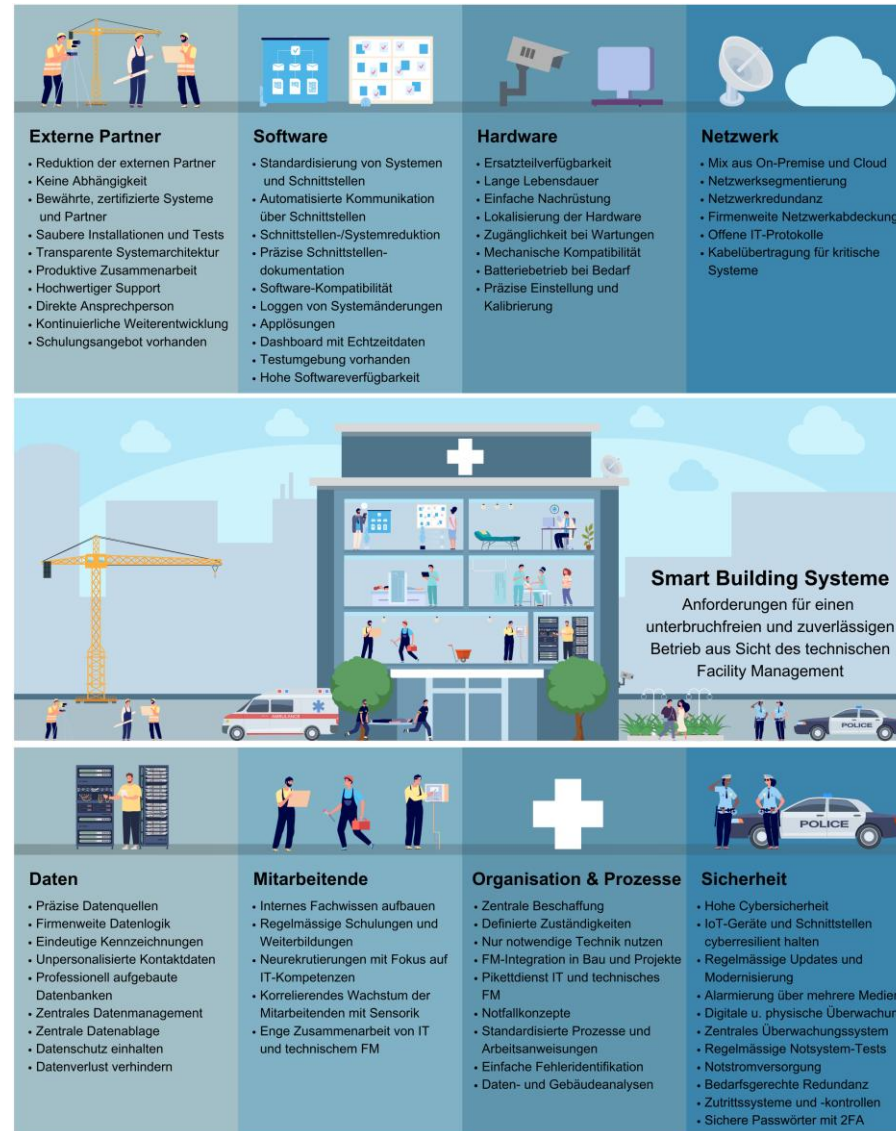 Externe Partner
• Reduktion der externen Partner
• Keine Abhängigkeit
• Bewährte, zertifizierte Systeme
und Partner
• Saubere Installationen und Tests
• Transparente Systemarchitektur
• Produktive Zusammenarbeit
• Hochwertiger Support
• Direkte Ansprechperson
• Kontinuierliche Weiterentwicklung
• Schulungsangebot vorhanden
Software
• Standardisierung von Systemen
und Schnittstellen
• Automatisierte Kommunikation
über Schnittstellen
• Schnittstellen-/Systemreduktion
• Präzise Schnittstellen-
dokumentation
• Software-Kompatibilität
• Loggen von Systemänderungen
• Applösungen
• Dashboard mit Echtzeitdaten
• Testumgebung vorhanden
• Hohe Softwareverfügbarkeit
Hardware
• Ersatzteilverfügbarkeit
• Lange Lebensdauer
• Einfache Nachrüstung
• Lokalisierung der Hardware
• Zugänglichkeit bei Wartungen
• Mechanische Kompatibilität
• Batteriebetrieb bei Bedarf
• Präzise Einstellung und
Kalibrierung
Netzwerk
• Mix aus On-Premise und Cloud
• Netzwerksegmentierung
• Netzwerkredundanz
• Firmenweite Netzwerkabdeckung
• Offene IT-Protokolle
• Kabelübertragung für kritische
Systeme
Smart Building Systeme
Anforderungen für einen
unterbruchfreien und zuverlässigen
Betrieb aus Sicht des technischen
Facility Management
AMBULANCE
POLICE
POLICE
Daten
• Präzise Datenquellen
• Firmenweite Datenlogik
• Eindeutige Kennzeichnungen
• Unpersonalisierte Kontaktdaten
• Professionell aufgebaute
Datenbanken
• Zentrales Datenmanagement
• Zentrale Datenablage
• Datenschutz einhalten
• Datenverlust verhindern
Mitarbeitende
• Internes Fachwissen aufbauen
• Regelmässige Schulungen und
Weiterbildungen
• Neurekrutierungen mit Fokus auf
IT-Kompetenzen
• Korrelierendes Wachstum der
Mitarbeitenden mit Sensorik
• Enge Zusammenarbeit von IT
und technischem FM
Organisation & Prozesse
• Zentrale Beschaffung
• Definierte Zuständigkeiten
• Nur notwendige Technik nutzen
• FM-Integration in Bau und Projekte
• Pikettdienst IT und technisches
FM
• Notfallkonzepte
• Standardisierte Prozesse und
Arbeitsanweisungen
• Einfache Fehleridentifikation
• Daten- und Gebäudeanalysen
Sicherheit
• Hohe Cybersicherheit
• IoT-Geräte und Schnittstellen
cyberresilient halten
• Regelmässige Updates und
Modernisierung
• Alarmierung über mehrere Medien
• Digitale u. physische Überwachun
• Zentrales Überwachungssystem
• Regelmässige Notsystem-Tests
• Notstromversorgung
• Bedarfsgerechte Redundanz
• Zutrittssysteme und -kontrollen
• Sichere Passwörter mit 2FA